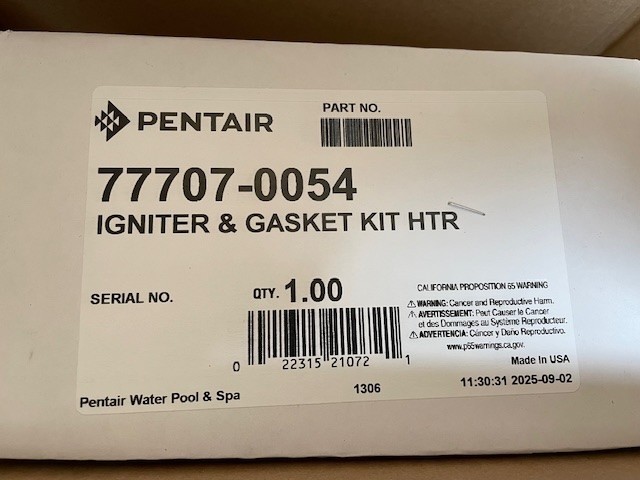 PENTAIR
PART NO.
77707-0054
IGNITER & GASKET KIT HTR
SERIAL NO.
QTY. 1.00
0 22315 21072 1
CALIFORNIA PROPOSITION 65 WARNING
⚠ WARNING: Cancer and Reproductive Harm.
⚠ AVERTISSEMENT: Peut Causer le Cancer
et des Dommages au Système Reproducteur.
⚠ ADVERTENCIA: Cáncer y Daño Reproductivo.
www.p65warnings.ca.gov.
Made In USA
Pentair Water Pool & Spa
1306
11:30:31 2025-09-02